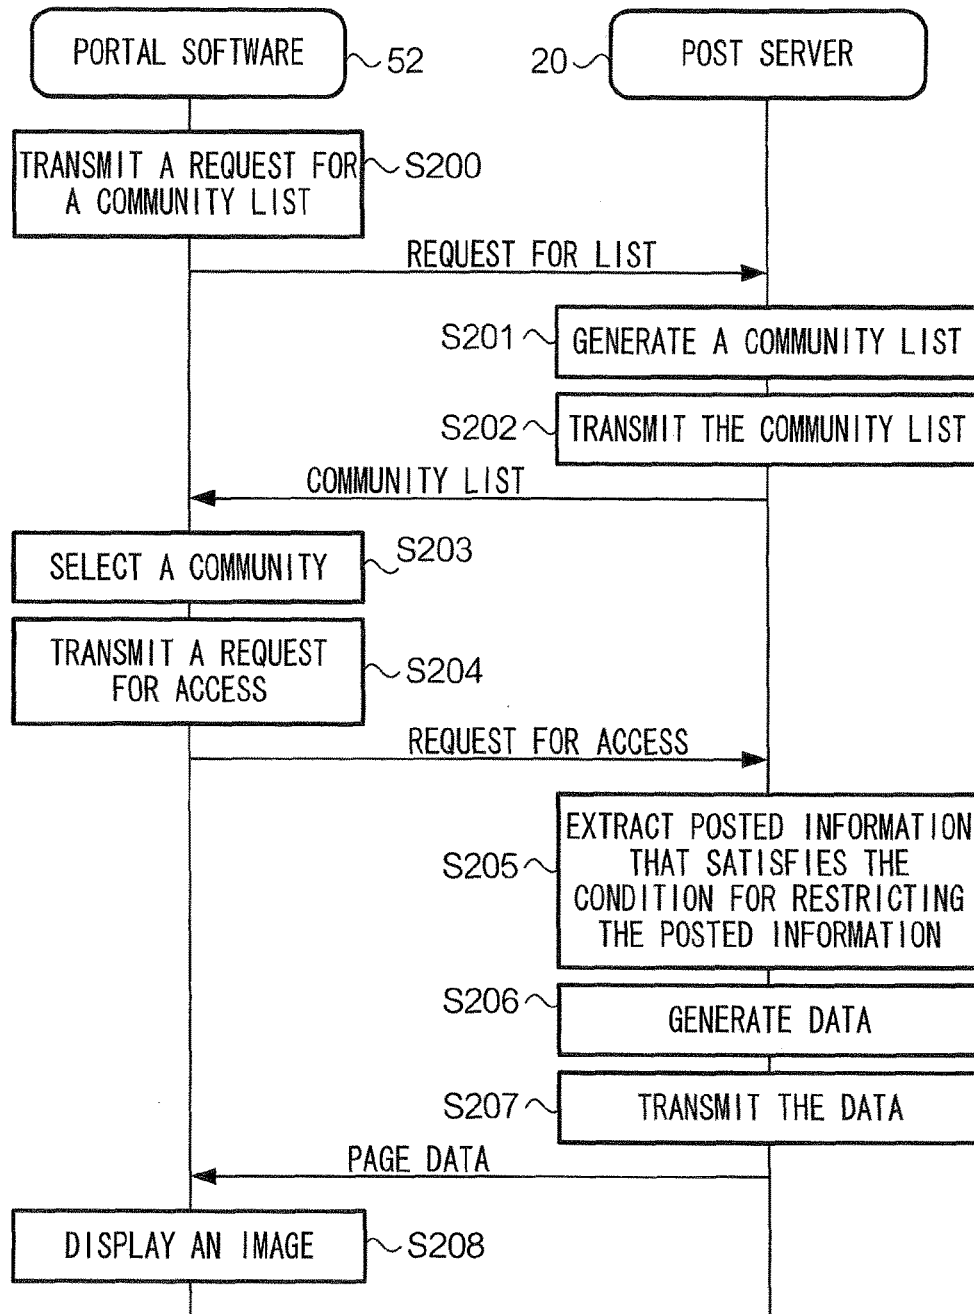 PORTAL SOFTWARE
52
20
POST SERVER
TRANSMIT A REQUEST FOR
A COMMUNITY LIST
S200
REQUEST FOR LIST
S201
GENERATE A COMMUNITY LIST
S202
TRANSMIT THE COMMUNITY LIST
COMMUNITY LIST
SELECT A COMMUNITY
S203
TRANSMIT A REQUEST
FOR ACCESS
S204
REQUEST FOR ACCESS
S205
EXTRACT POSTED INFORMATION
THAT SATISFIES THE
CONDITION FOR RESTRICTING
THE POSTED INFORMATION
S206
GENERATE DATA
S207
TRANSMIT THE DATA
PAGE DATA
DISPLAY AN IMAGE
S208